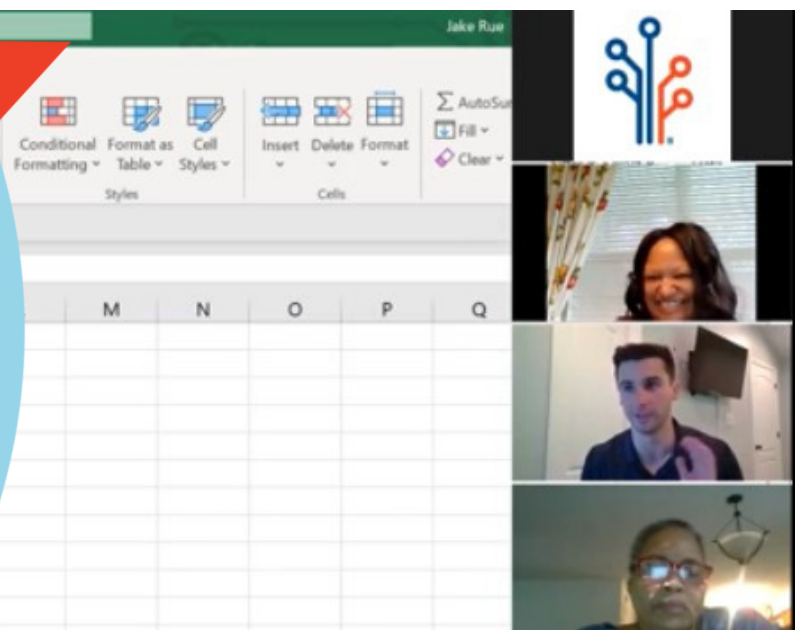 Jake Rue
Conditional Formatting
Format as Table
Cell Styles
Insert
Delete
Format
AutoSu
Fill
Clear
Styles
Cells
M N O P Q